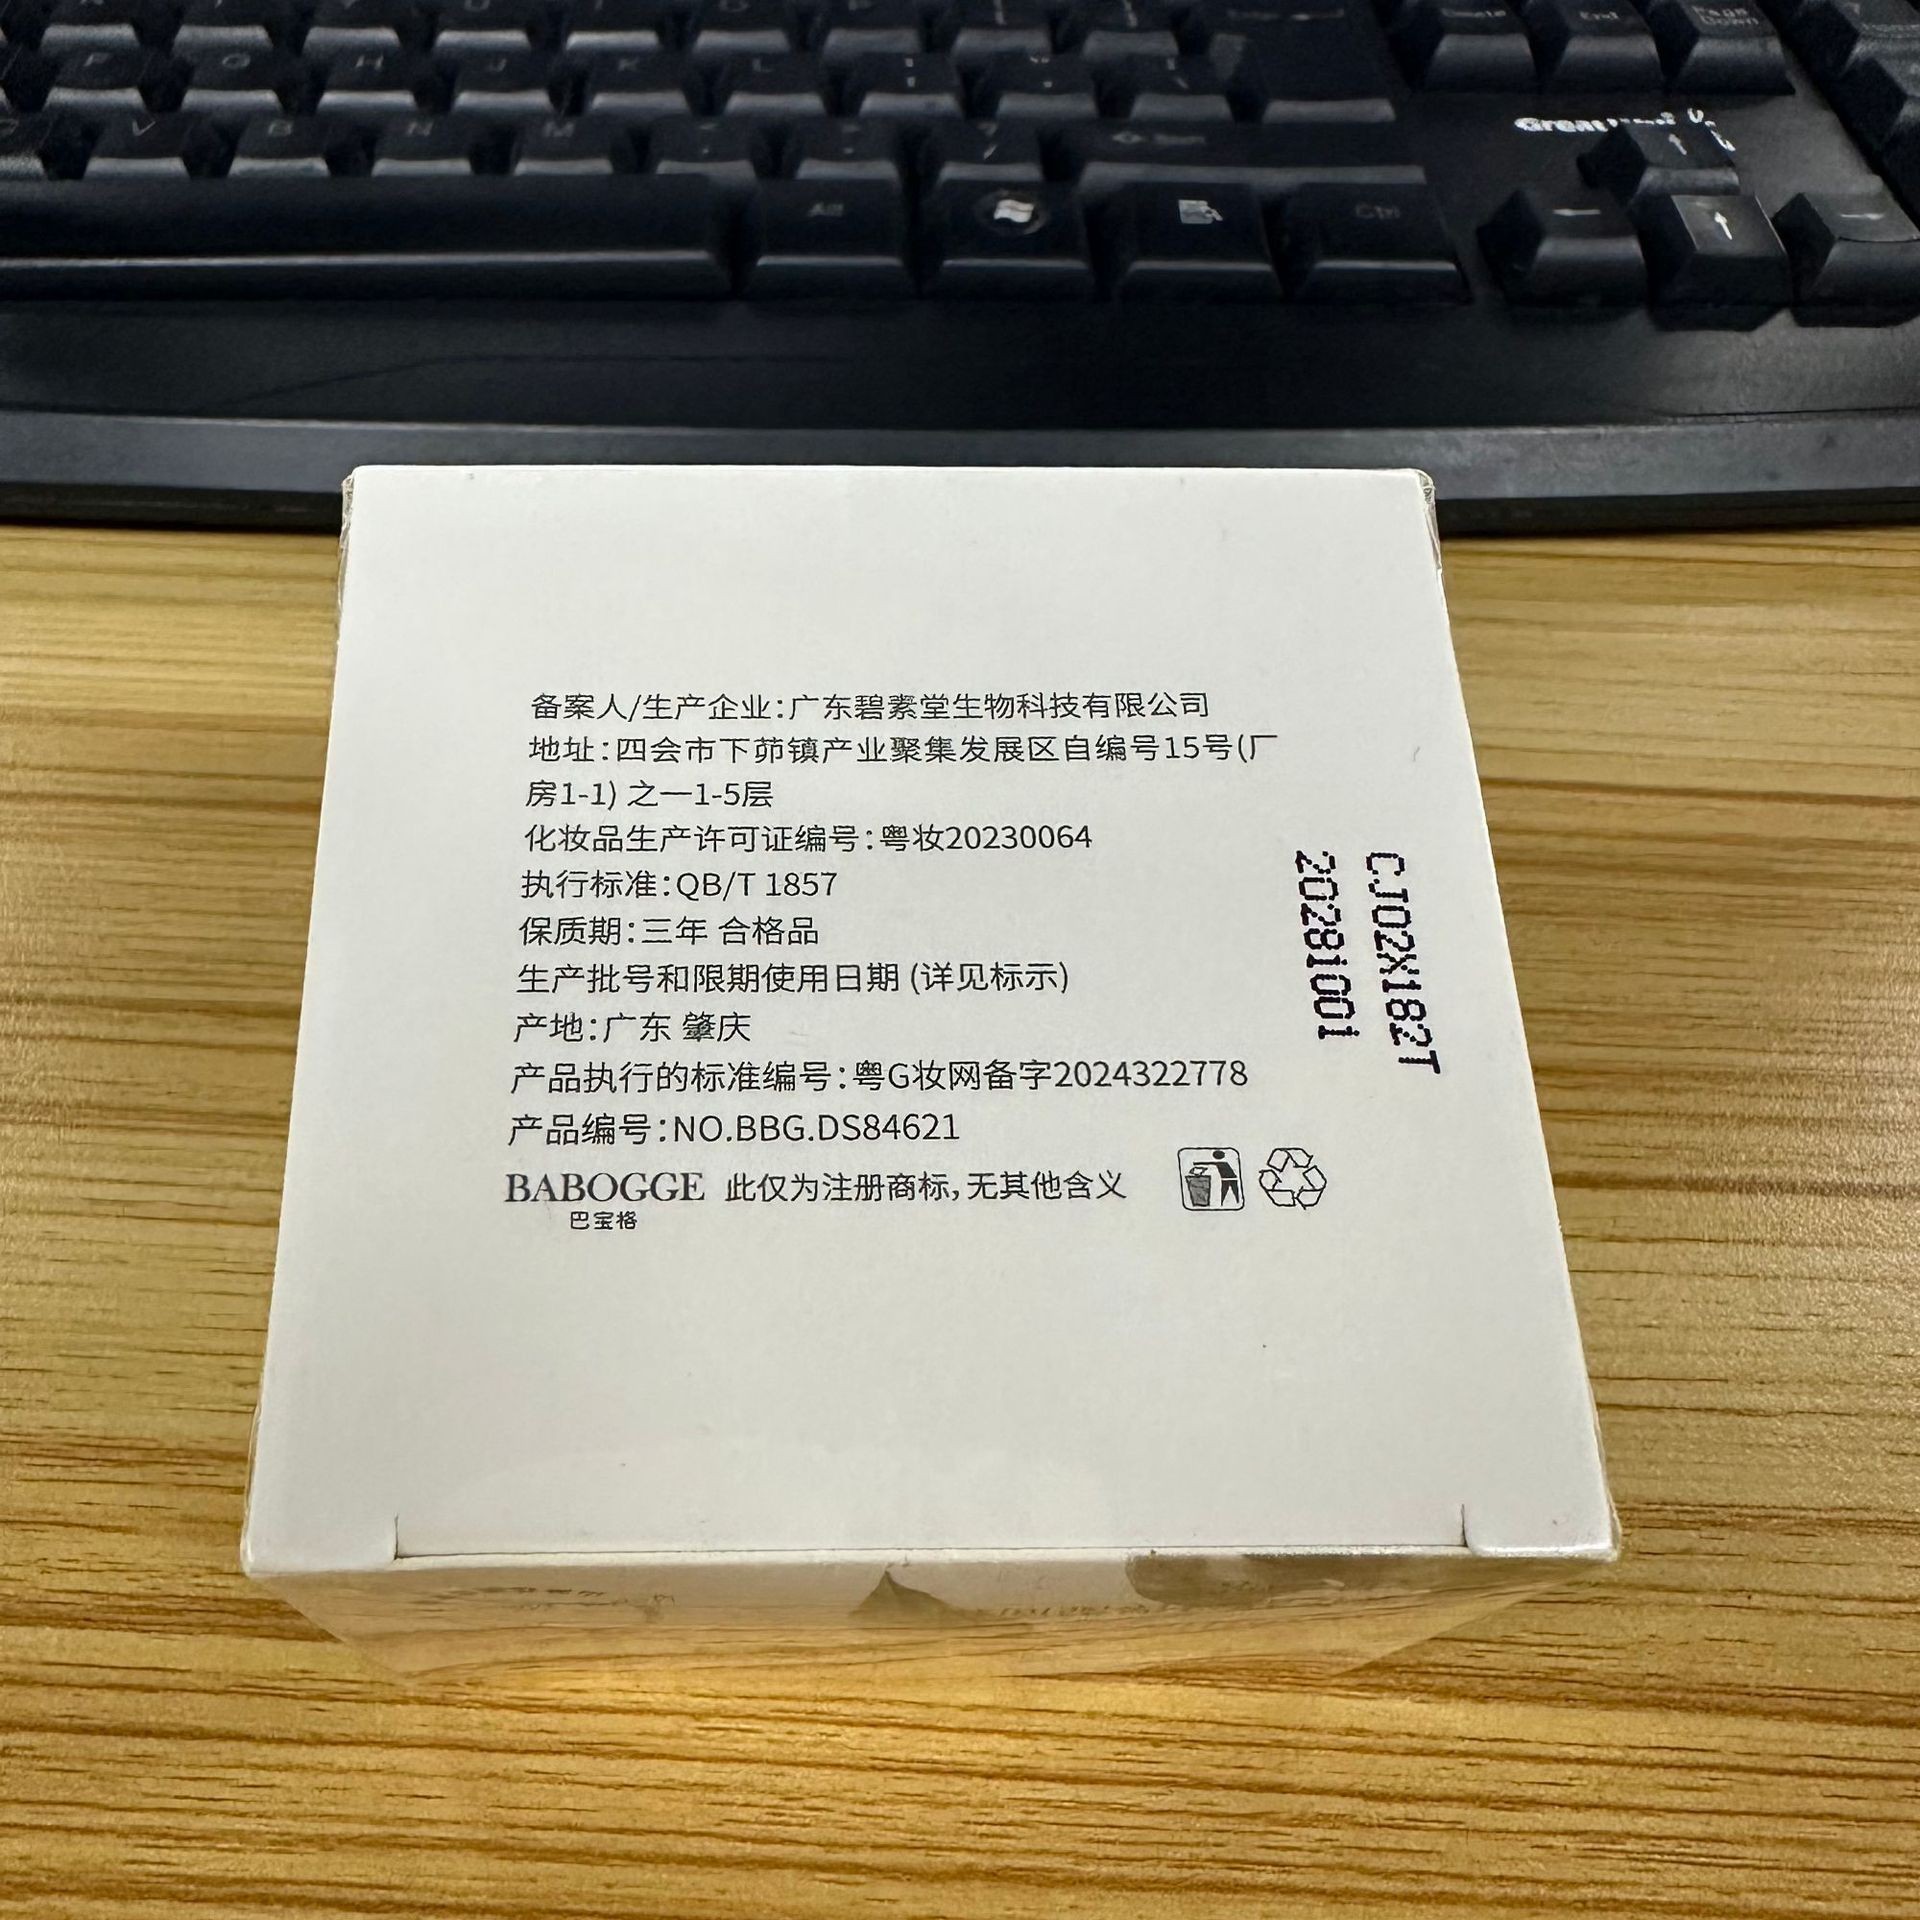 备案人/生产企业:广东碧素堂生物科技有限公司
地址:四会市下茆镇产业聚集发展区自编号15号(厂
房1-1) 之一1-5层
化妆品生产许可证编号:粤妆20230064
执行标准:QB/T 1857
保质期:三年 合格品
生产批号和限期使用日期 (详见标示)
产地:广东 肇庆
产品执行的标准编号:粤G妆网备字2024322778
产品编号:NO.BBG.DS84621
BABOGGE 此仅为注册商标,无其他含义
巴宝格
CJ02X182T
20281001
Alt
Ctrl